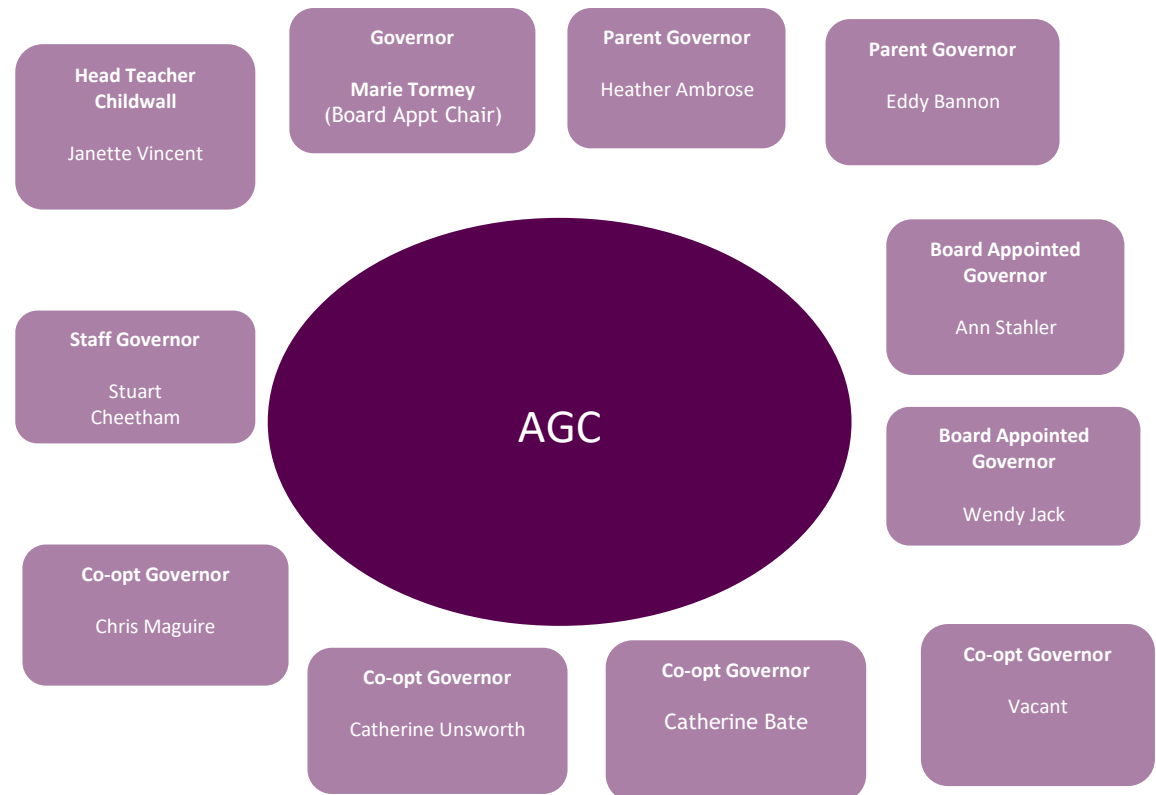 Head Teacher
Childwall
Janette Vincent
Governor
Marie Tormey
(Board Appt Chair)
Parent Governor
Heather Ambrose
Parent Governor
Eddy Bannon
Board Appointed
Governor
Ann Stahler
Staff Governor
Stuart
Cheetham
AGC
Board Appointed
Governor
Wendy Jack
Co-opt Governor
Chris Maguire
Co-opt Governor
Catherine Unsworth
Co-opt Governor
Catherine Bate
Co-opt Governor
Vacant